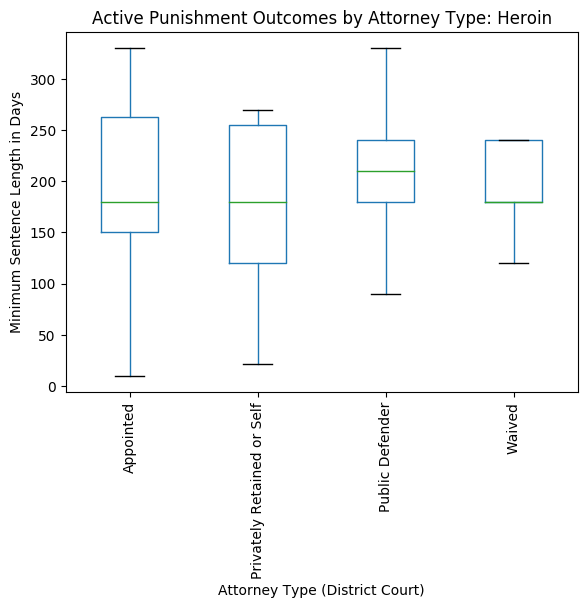 Active Punishment Outcomes by Attorney Type: Heroin
Minimum Sentence Length in Days
300
250
200
150
100
50
0
Appointed
Privately Retained or Self
Public Defender
Waived
Attorney Type (District Court)